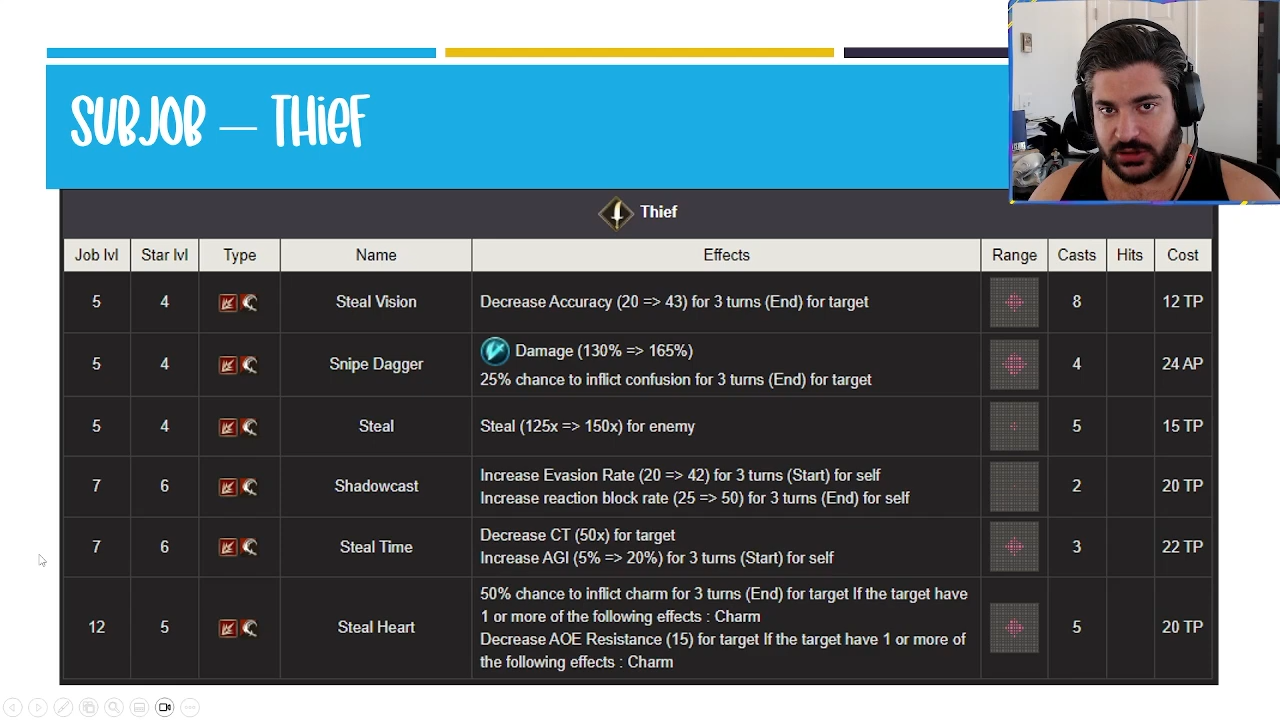 SUBJOB — THIEF
Thief
Job lvl Star lvl Type Name Effects Range Casts Hits Cost
5 4 Steal Vision Decrease Accuracy (20 => 43) for 3 turns (End) for target 8 12 TP
5 4 Snipe Dagger Damage (130% => 165%) 4 24 AP
25% chance to inflict confusion for 3 turns (End) for target
5 4 Steal Steal (125x => 150x) for enemy 5 15 TP
7 6 Shadowcast Increase Evasion Rate (20 => 42) for 3 turns (Start) for self 2 20 TP
Increase reaction block rate (25 => 50) for 3 turns (End) for self
7 6 Steal Time Decrease CT (50x) for target 3 22 TP
Increase AGI (5% => 20%) for 3 turns (Start) for self
12 5 Steal Heart 50% chance to inflict charm for 3 turns (End) for target If the target have 5 20 TP
1 or more of the following effects : Charm
Decrease AOE Resistance (15) for target If the target have 1 or more of
the following effects : Charm